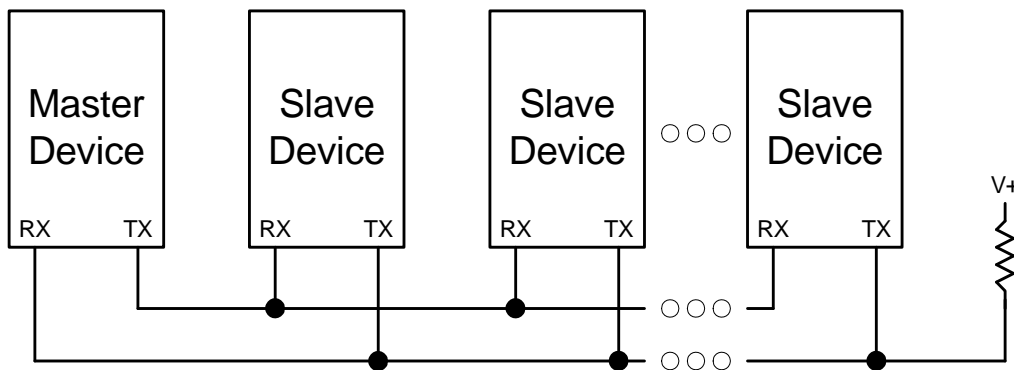 Master
Device
Slave
Device
Slave
Device
Slave
Device
RX TX
RX TX
RX TX
RX TX
V+